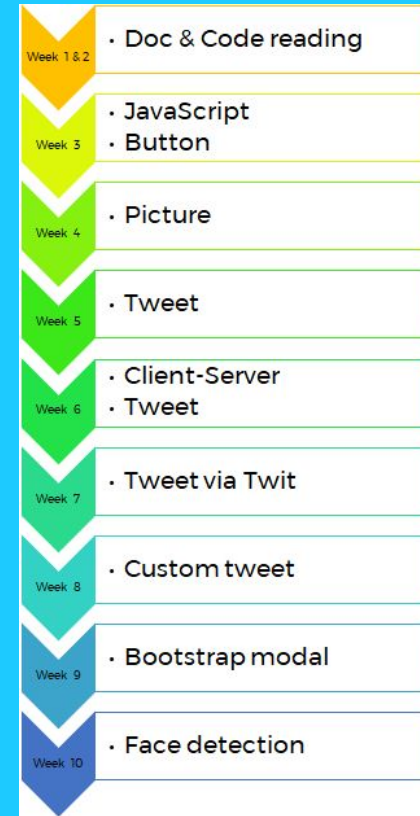 Week 1 & 2
• Doc & Code reading
Week 3
• JavaScript
• Button
Week 4
• Picture
Week 5
• Tweet
Week 6
• Client-Server
• Tweet
Week 7
• Tweet via Twit
Week 8
• Custom tweet
Week 9
• Bootstrap modal
Week 10
• Face detection